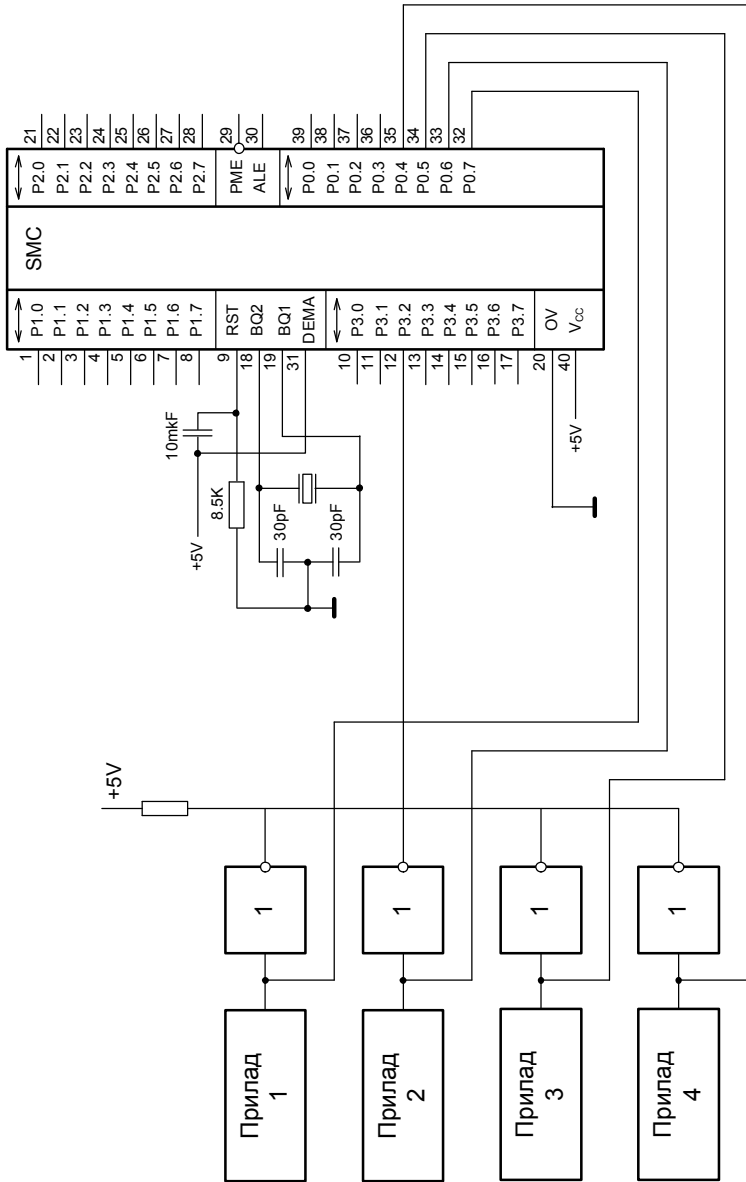 SMC
1
P1.0
2
P1.1
3
P1.2
4
P1.3
5
P1.4
6
P1.5
7
P1.6
8
P1.7
9
RST
18
BQ2
19
BQ1
31
DEMA
10
P3.0
11
P3.1
12
P3.2
13
P3.3
14
P3.4
15
P3.5
16
P3.6
17
P3.7
20
OV
40
Vcc
P2.0
21
P2.1
22
P2.2
23
P2.3
24
P2.4
25
P2.5
26
P2.6
27
P2.7
28
PME
29
ALE
30
P0.0
39
P0.1
38
P0.2
37
P0.3
36
P0.4
35
P0.5
34
P0.6
33
P0.7
32
10mkF
+5V
8.5K
30pF
30pF
+5V
+5V
1
1
1
1
Прилад
1
Прилад
2
Прилад
3
Прилад
4